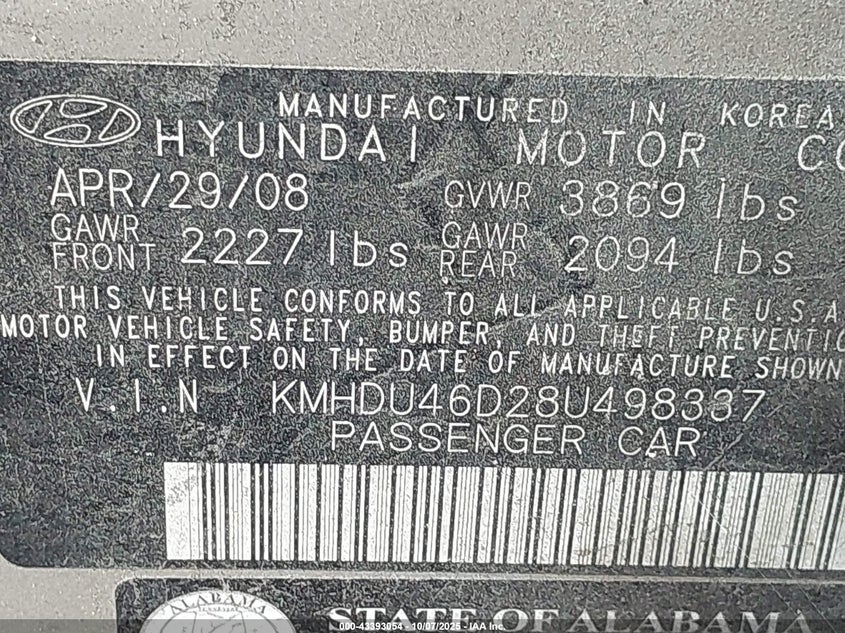 MANUFACTURED IN KOREA
HYUNDAI MOTOR CO
APR/29/08 GVWR 3869 lbs
GAWR FRONT 2227 lbs GAWR REAR 2094 lbs
THIS VEHICLE CONFORMS TO ALL APPLICABLE U.S.A
MOTOR VEHICLE SAFETY, BUMPER, AND THEFT PREVENTIO
IN EFFECT ON THE DATE OF MANUFACTURE SHOWN
V.I.N KMHDU46D28U498337
PASSENGER CAR
ALABAMA
STATE OF ALABAMA
000-43393054 - 10/07/2025 - IAA Inc.